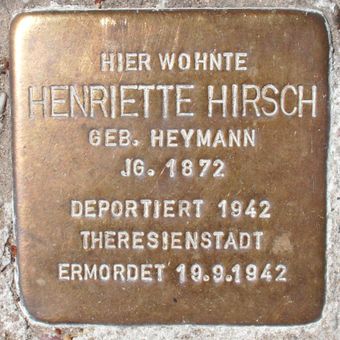 HIER WOHNTE
HENRIETTE HIRSCH
GEB. HEYMANN
JG. 1872
DEPORTIERT 1942
THERESIENSTADT
ERMORDET 19.9.1942